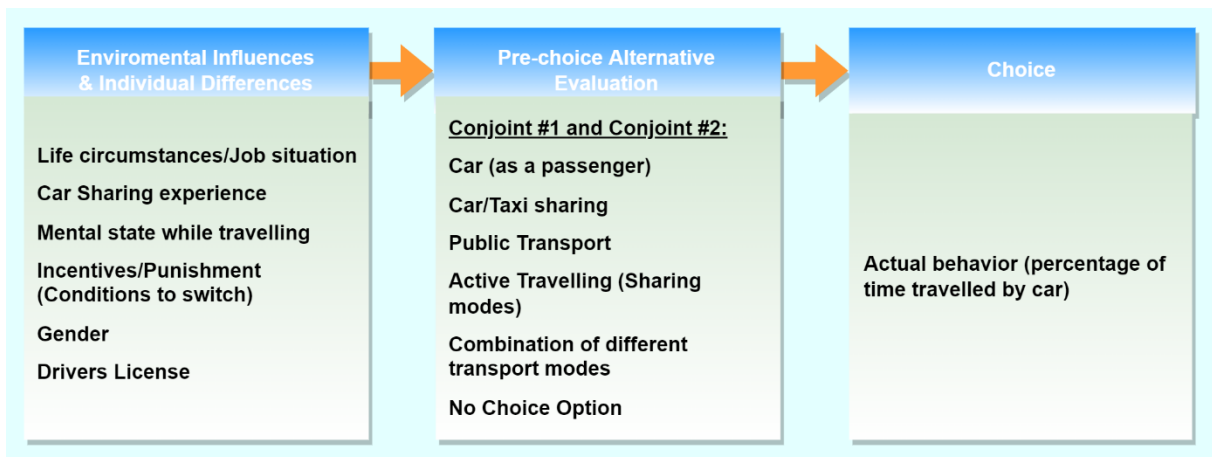 Enviromental Influences
& Individual Differences
Life circumstances/Job situation
Car Sharing experience
Mental state while travelling
Incentives/Punishment
(Conditions to switch)
Gender
Drivers License
Pre-choice Alternative
Evaluation
Conjoint #1 and Conjoint #2:
Car (as a passenger)
Car/Taxi sharing
Public Transport
Active Travelling (Sharing
modes)
Combination of different
transport modes
No Choice Option
Choice
Actual behavior (percentage of
time travelled by car)